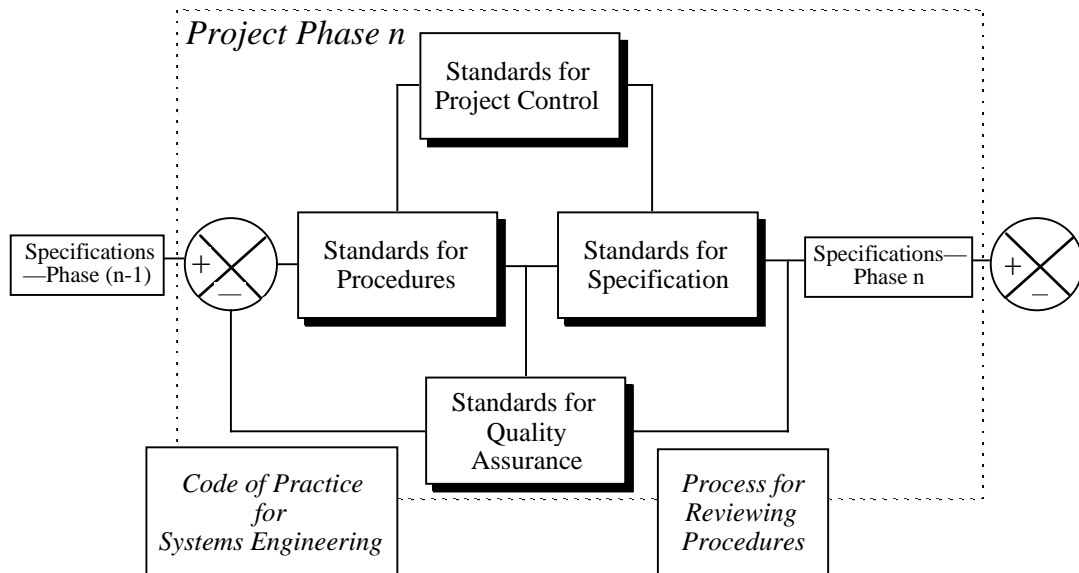 Project Phase n
Standards for
Project Control
Specifications
—Phase (n-1)
+
—
Standards for
Procedures
Standards for
Specification
Specifications—
Phase n
+
—
Standards for
Quality
Assurance
Code of Practice
for
Systems Engineering
Process for
Reviewing
Procedures